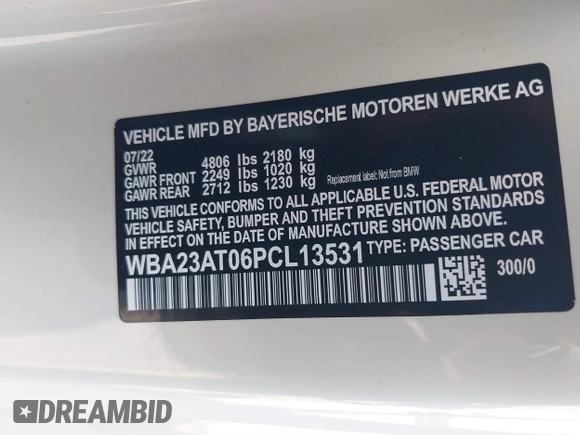 VEHICLE MFD BY BAYERISCHE MOTOREN WERKE AG
07/22
GVWR 4806 lbs 2180 kg
GAWR FRONT 2249 lbs 1020 kg
GAWR REAR 2712 lbs 1230 kg
Replacement label: Not from BMW
THIS VEHICLE CONFORMS TO ALL APPLICABLE U.S. FEDERAL MOTOR
VEHICLE SAFETY, BUMPER AND THEFT PREVENTION STANDARDS
IN EFFECT ON THE DATE OF MANUFACTURE SHOWN ABOVE.
WBA23AT06PCL13531 TYPE: PASSENGER CAR
300/0
DREAMBID